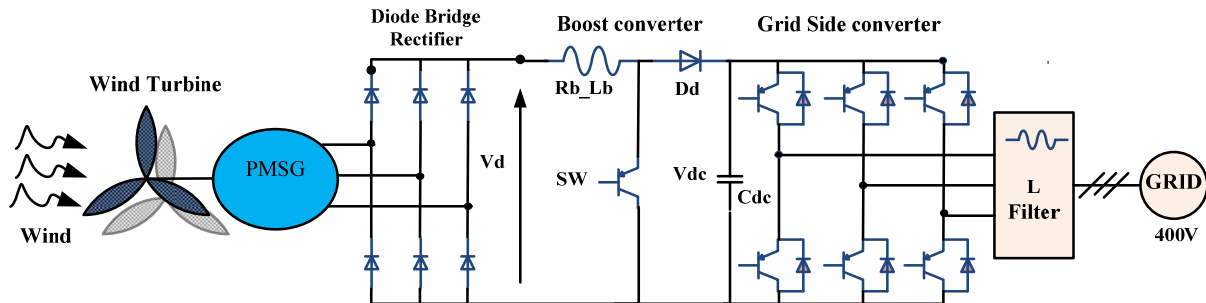 Diode Bridge
Rectifier
Boost converter
Grid Side converter
Wind Turbine
Rb_Lb
Dd
PMSG
Vd
SW
Vdc
Cdc
L
Filter
GRID
400V
Wind